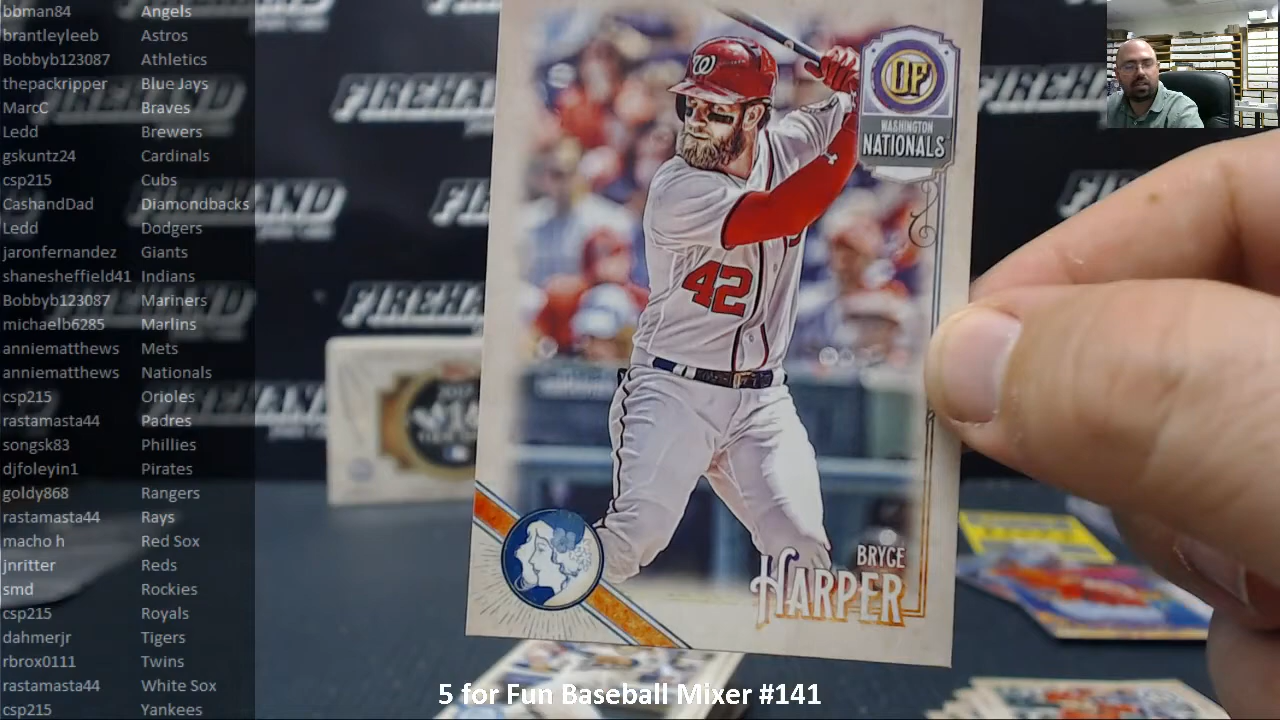 bbman84 Angels
brantleyleeb Astros
Bobbyb123087 Athletics
thepackripper Blue Jays
MarcC Braves
Ledd Brewers
gskuntz24 Cardinals
csp215 Cubs
CashandDad Diamondbacks
Ledd Dodgers
jaronfernandez Giants
shanesheffield41 Indians
Bobbyb123087 Mariners
michaelb6285 Marlins
anniematthews Mets
anniematthews Nationals
csp215 Orioles
rastamasta44 Padres
songsk83 Phillies
djfoleyin1 Pirates
goldy868 Rangers
rastamasta44 Rays
macho h Red Sox
jnritter Reds
smd Rockies
csp215 Royals
dahmerjr Tigers
rbrox0111 Twins
rastamasta44 White Sox
csp215 Yankees
FIREHAND
FIREHAND
FIREHAND
W
OF
WASHINGTON
NATIONALS
42
BRYCE
HARPER
5 for Fun Baseball Mixer #141